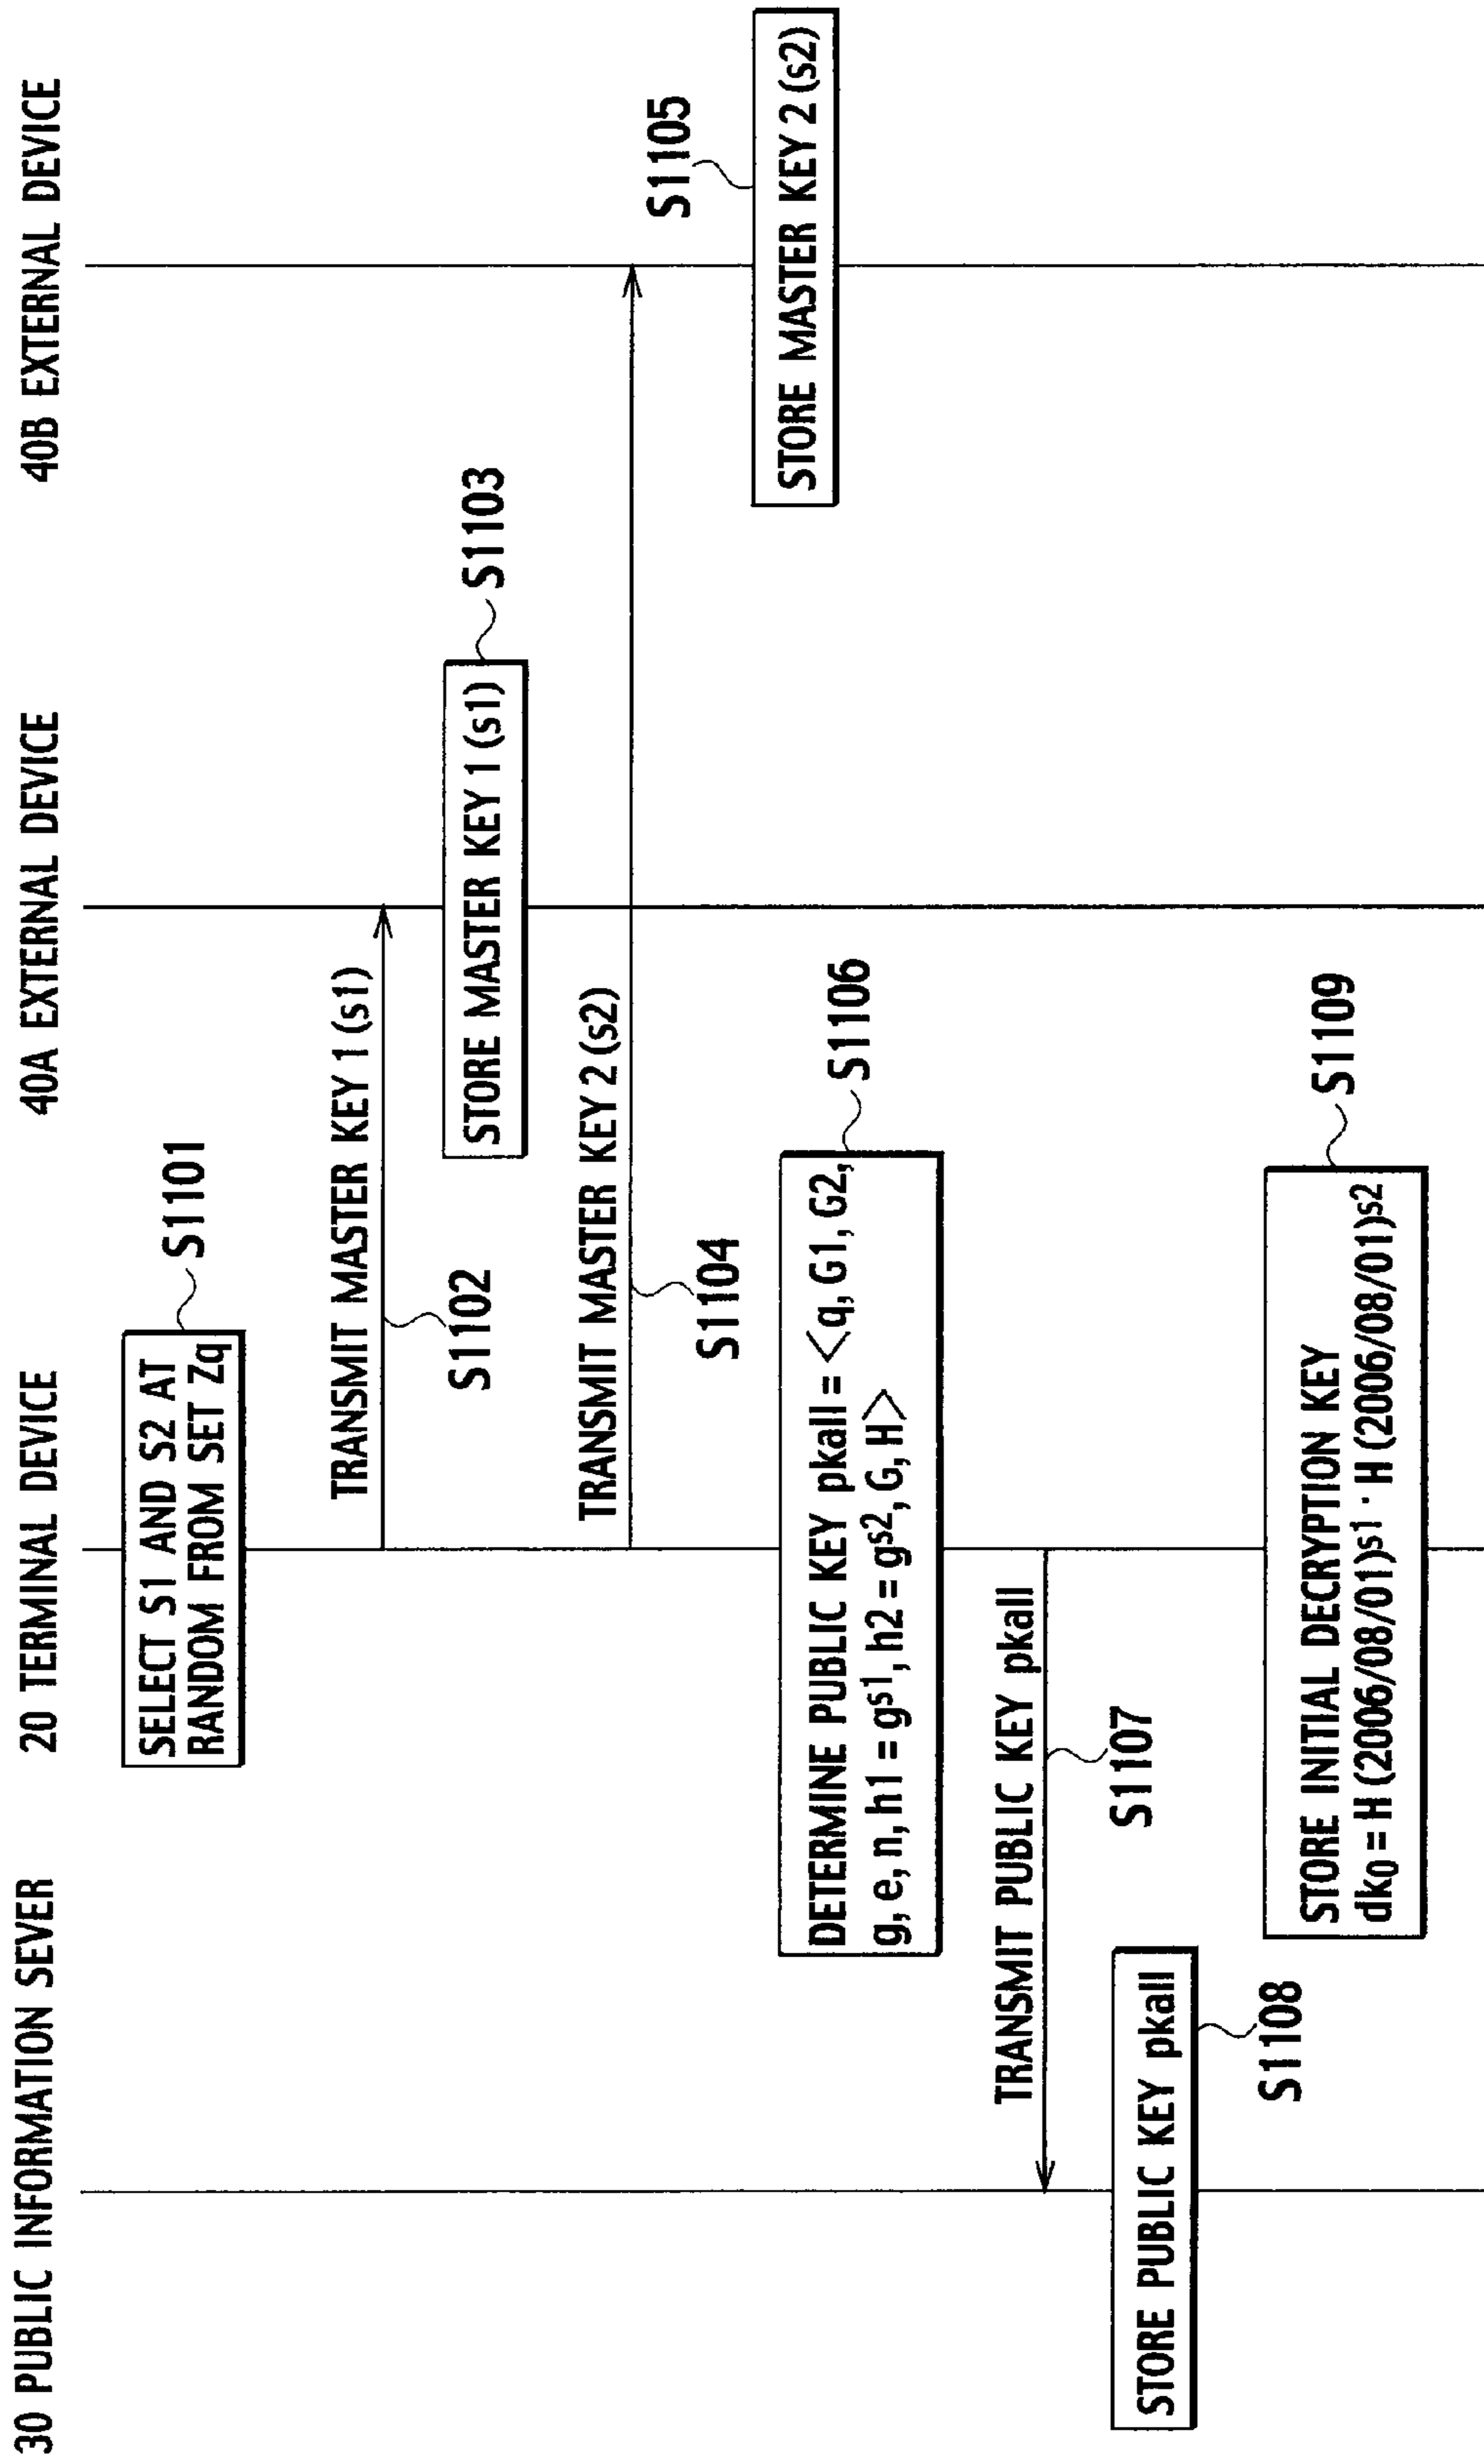 30 PUBLIC INFORMATION SEVER
20 TERMINAL DEVICE
40A EXTERNAL DEVICE
40B EXTERNAL DEVICE
SELECT S1 AND S2 AT
RANDOM FROM SET Zq
S1101
TRANSMIT MASTER KEY 1 (s1)
S1102
STORE MASTER KEY 1 (s1)
S1103
TRANSMIT MASTER KEY 2 (s2)
S1104
STORE MASTER KEY 2 (s2)
S1105
DETERMINE PUBLIC KEY pkall = <q, G1, G2,
g, e, n, h1 = g^s1, h2 = g^s2, G, H>
S1106
TRANSMIT PUBLIC KEY pkall
S1107
STORE PUBLIC KEY pkall
S1108
STORE INITIAL DECRYPTION KEY
dk₀ = H (2006/08/01)^s1 · H (2006/08/01)^s2
S1109